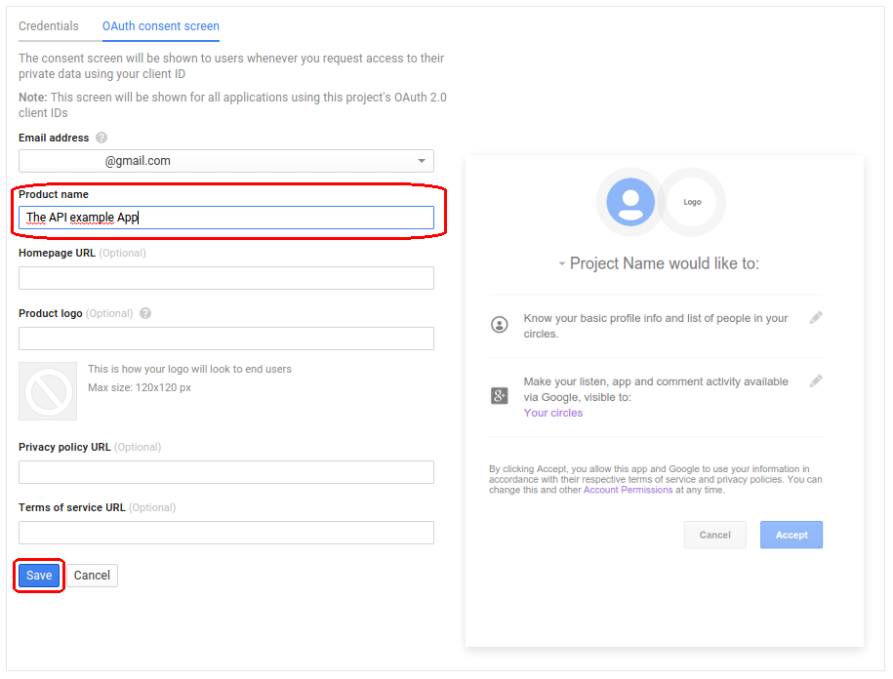 Credentials
OAuth consent screen
The consent screen will be shown to users whenever you request access to their
private data using your client ID
Note: This screen will be shown for all applications using this project's OAuth 2.0
client IDs
Email address
@gmail.com
Product name
The API example App
Homepage URL (Optional)
Product logo (Optional)
This is how your logo will look to end users
Max size: 120x120 px
Privacy policy URL (Optional)
Terms of service URL (Optional)
Save
Cancel
Logo
Project Name would like to:
Know your basic profile info and list of people in your
circles.
8+
Make your listen, app and comment activity available
via Google, visible to:
Your circles
By clicking Accept, you allow this app and Google to use your information in
accordance with their respective terms of service and privacy policies. You can
change this and other Account Permissions at any time.
Cancel
Accept